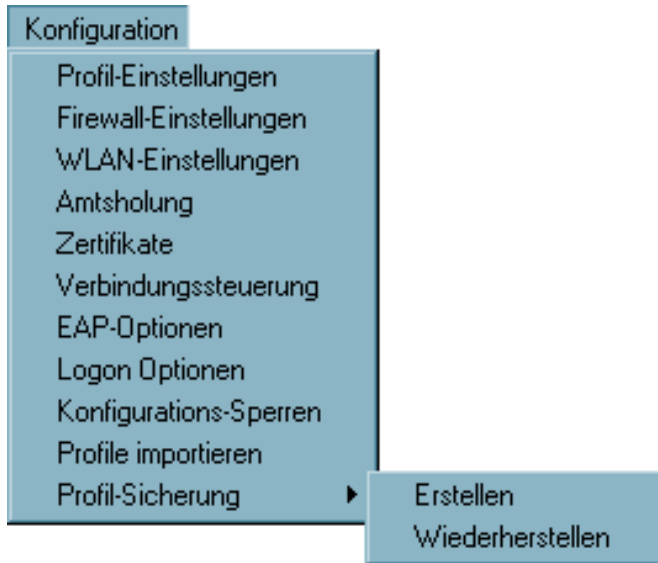 Konfiguration
Profil-Einstellungen
Firewall-Einstellungen
WLAN-Einstellungen
Amtsholung
Zertifikate
Verbindungssteuerung
EAP-Optionen
Logon Optionen
Konfigurations-Sperren
Profile importieren
Profil-Sicherung
Erstellen
Wiederherstellen